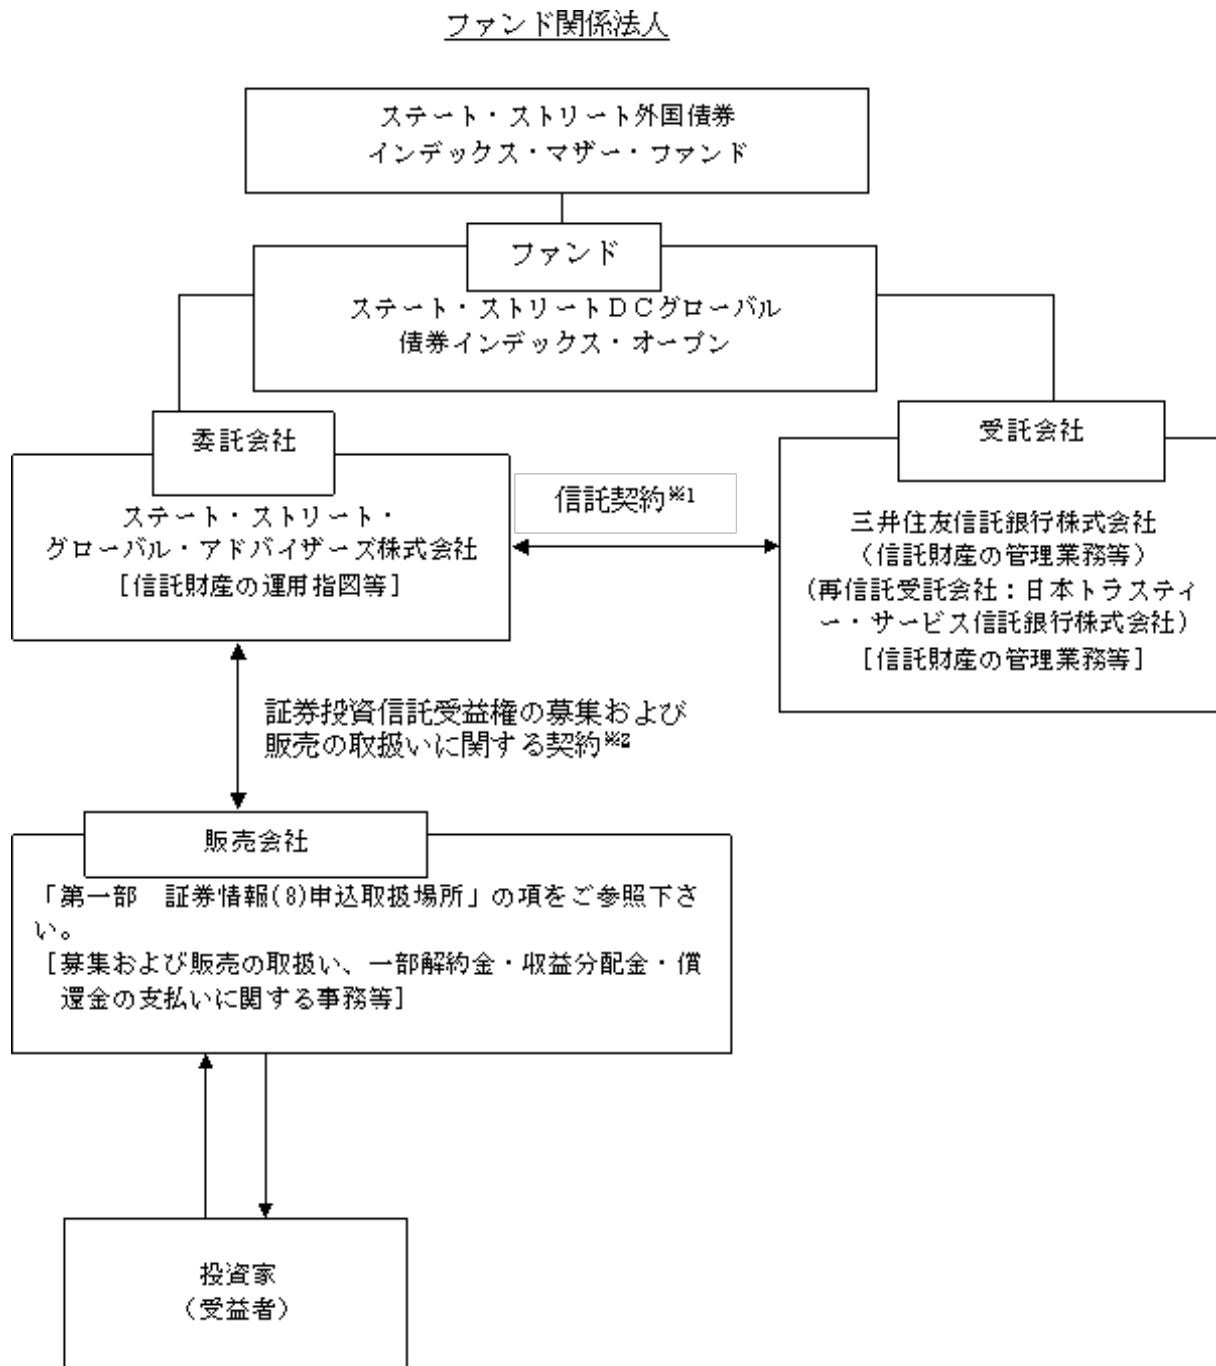 ファンド関係法人
ステート・ストリート外国債券
インデックス・マザー・ファンド
ファンド
ステート・ストリートＤＣグローバル
債券インデックス・オープン
委託会社
ステート・ストリート・
グローバル・アドバイザーズ株式会社
[信託財産の運用指図等]
信託契約※1
受託会社
三井住友信託銀行株式会社
（信託財産の管理業務等）
(再信託受託会社：日本トラスティ
ー・サービス信託銀行株式会社)
[信託財産の管理業務等]
証券投資信託受益権の募集および
販売の取扱いに関する契約※2
販売会社
「第一部　証券情報(8)申込取扱場所」の項をご参照下さ
い。
[募集および販売の取扱い、一部解約金・収益分配金・償
還金の支払いに関する事務等]
投資家
（受益者）